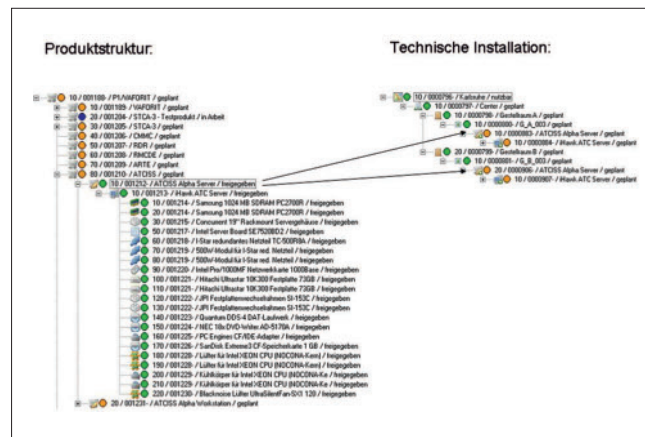 Produktstruktur:
10 / 001100- / P1/VAFORIT / geplant
10 / 001189- / VAFORIT / geplant
20 / 001204- / STCA-3 - Testprodukt / in Arbeit
30 / 001205- / STCA-3 / geplant
40 / 001206- / CMMC / geplant
50 / 001207- / RDR / geplant
60 / 001208- / RMCDE / geplant
70 / 001209- / ARTE / geplant
80 / 001210- / ATCISS / geplant
10 / 001212- / ATCISS Alpha Server / freigegeben
10 / 001213- / iHawk ATC Server / freigegeben
10 / 001214- / Samsung 1024 MB SDRAM PC2700R / freigegeben
20 / 001214- / Samsung 1024 MB SDRAM PC2700R / freigegeben
30 / 001215- / Concurrent 19" Rackmount Servergehäuse / freigegeben
50 / 001217- / Intel Server Board SE7520BD2 / freigegeben
60 / 001218- / I-Star redundantes Netzteil TC-500R8A / freigegeben
70 / 001219- / 500W-Modul für I-Star red. Netzteil / freigegeben
80 / 001219- / 500W-Modul für I-Star red. Netzteil / freigegeben
90 / 001220- / Intel Pro/1000MF Netzwerkkarte 1000Base / freigegeben
100 / 001221- / Hitachi Ultrastar 10K300 Festplatte 73GB / freigegeben
110 / 001221- / Hitachi Ultrastar 10K300 Festplatte 73GB / freigegeben
120 / 001222- / JPI Festplattenwechselrahmen SI-153C / freigegeben
130 / 001222- / JPI Festplattenwechselrahmen SI-153C / freigegeben
140 / 001223- / Quantum DDS-4 DAT-Laufwerk / freigegeben
150 / 001224- / NEC 16x DVD-Writer AD-5170A / freigegeben
160 / 001225- / PC Engines CF/IDE-Adapter / freigegeben
170 / 001226- / SanDisk Extreme3 CF-Speicherkarte 1 GB / freigegeben
180 / 001228- / Lüfter für Intel XEON CPU (NOCONA-Kern) / freigegeben
190 / 001228- / Lüfter für Intel XEON CPU (NOCONA-Kern) / freigegeben
200 / 001229- / Kühlkörper für Intel XEON CPU (NOCONA-Ke / freigegeben
210 / 001229- / Kühlkörper für Intel XEON CPU (NOCONA-Ke / freigegeben
220 / 001230- / Blacknoise Lüfter UltraSilentFan-SX1 120 / freigegeben
20 / 001231- / ATCISS Alpha Workstation / geplant
Technische Installation:
10 / 0000796- / Karlsruhe / nutzbar
10 / 0000797- / Center / geplant
10 / 0000798- / Gestellraum A / geplant
10 / 0000800- / G_A_003 / geplant
10 / 0000883- / ATCISS Alpha Server / geplant
10 / 0000884- / iHawk ATC Server / geplant
20 / 0000799- / Gestellraum B / geplant
10 / 0000801- / G_B_003 / geplant
20 / 0000906- / ATCISS Alpha Server / geplant
10 / 0000907- / iHawk ATC Server / geplant